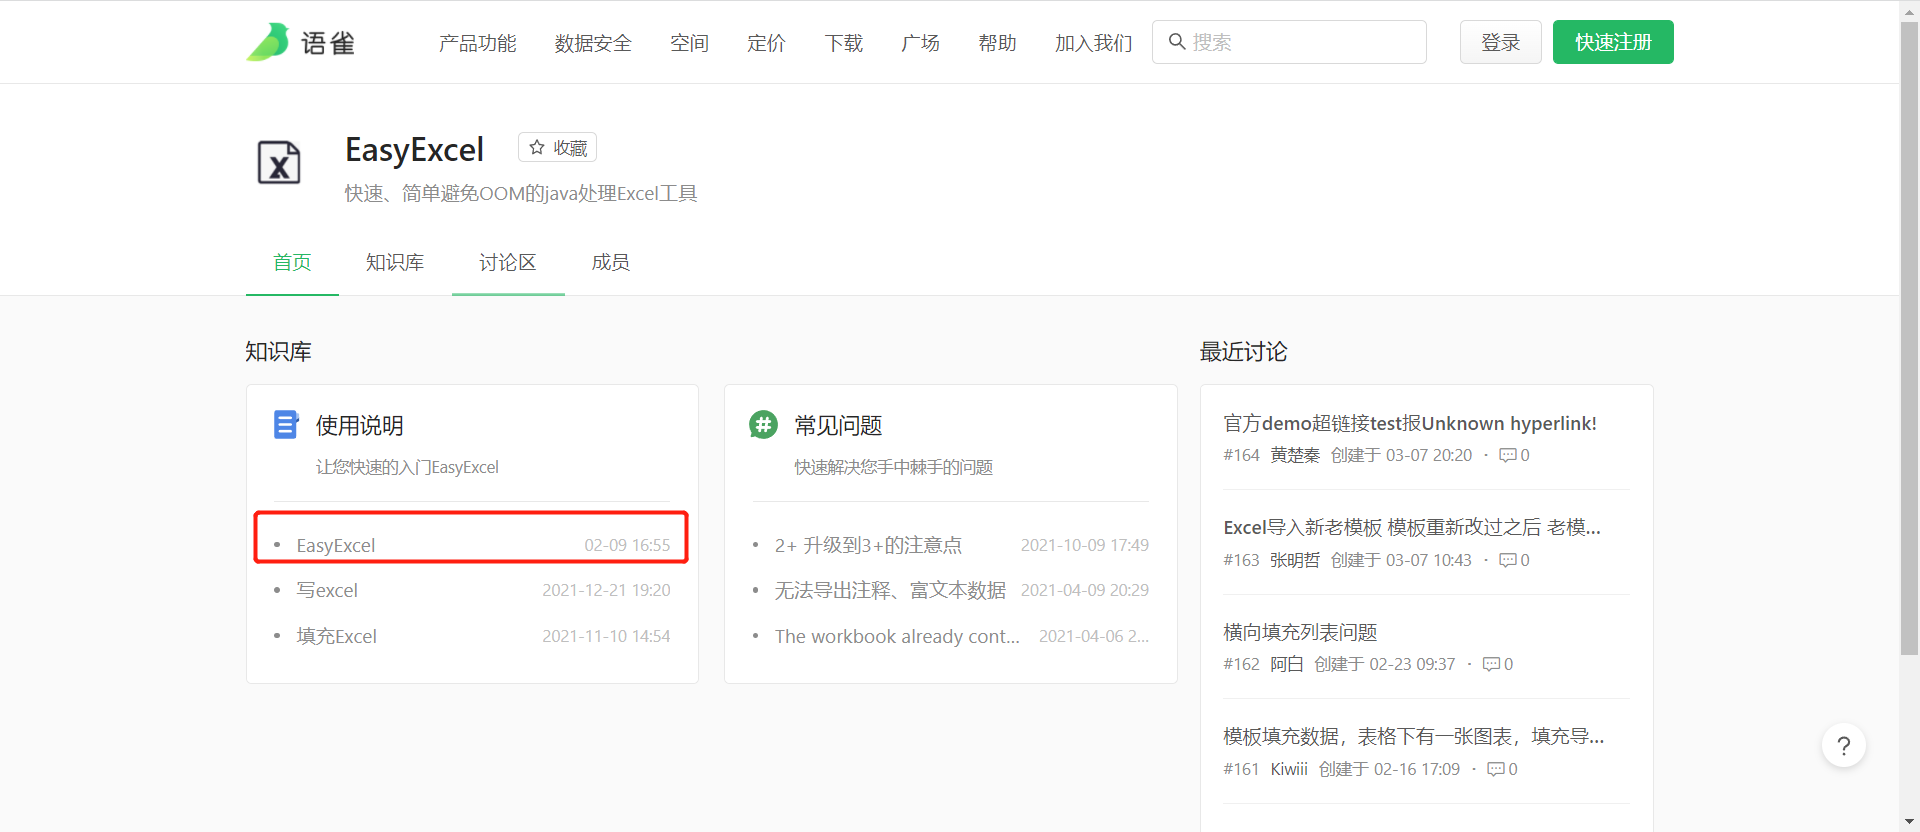 语雀 产品功能 数据安全 空间 定价 下载 广场 帮助 加入我们 搜索 登录 快速注册
EasyExcel 收藏
快速、简单避免OOM的java处理Excel工具
首页 知识库 讨论区 成员
知识库
使用说明
让您快速的入门EasyExcel
• EasyExcel 02-09 16:55
• 写excel 2021-12-21 19:20
• 填充Excel 2021-11-10 14:54
常见问题
快速解决您手中棘手的问题
• 2+ 升级到3+的注意点 2021-10-09 17:49
• 无法导出注释、富文本数据 2021-04-09 20:29
• The workbook already cont... 2021-04-06 2...
最近讨论
官方demo超链接test报Unknown hyperlink!
#164 黄楚秦 创建于 03-07 20:20 · 0
Excel导入新老模板 模板重新改过之后 老模...
#163 张明哲 创建于 03-07 10:43 · 0
横向填充列表问题
#162 阿白 创建于 02-23 09:37 · 0
模板填充数据，表格下有一张图表，填充导...
#161 Kiwiii 创建于 02-16 17:09 · 0
?